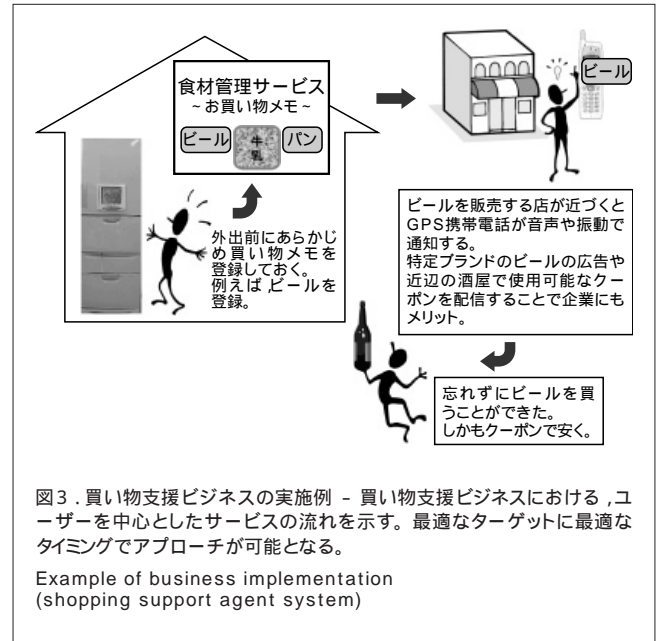 食材管理サービス
~お買い物メモ~
ビール
牛
乳
パン
外出前にあらかじ
め買い物メモを
登録しておく。
例えば,ビールを
登録。
ビール
ビールを販売する店が近づくと
GPS携帯電話が音声や振動で
通知する。
特定ブランドのビールの広告や
近辺の酒屋で使用可能なクー
ポンを配信することで企業にも
メリット。
忘れずにビールを買
うことができた。
しかもクーポンで安く。
図3.買い物支援ビジネスの実施例 - 買い物支援ビジネスにおける,ユ
ーザーを中心としたサービスの流れを示す。最適なターゲットに最適な
タイミングでアプローチが可能となる。
Example of business implementation
(shopping support agent system)